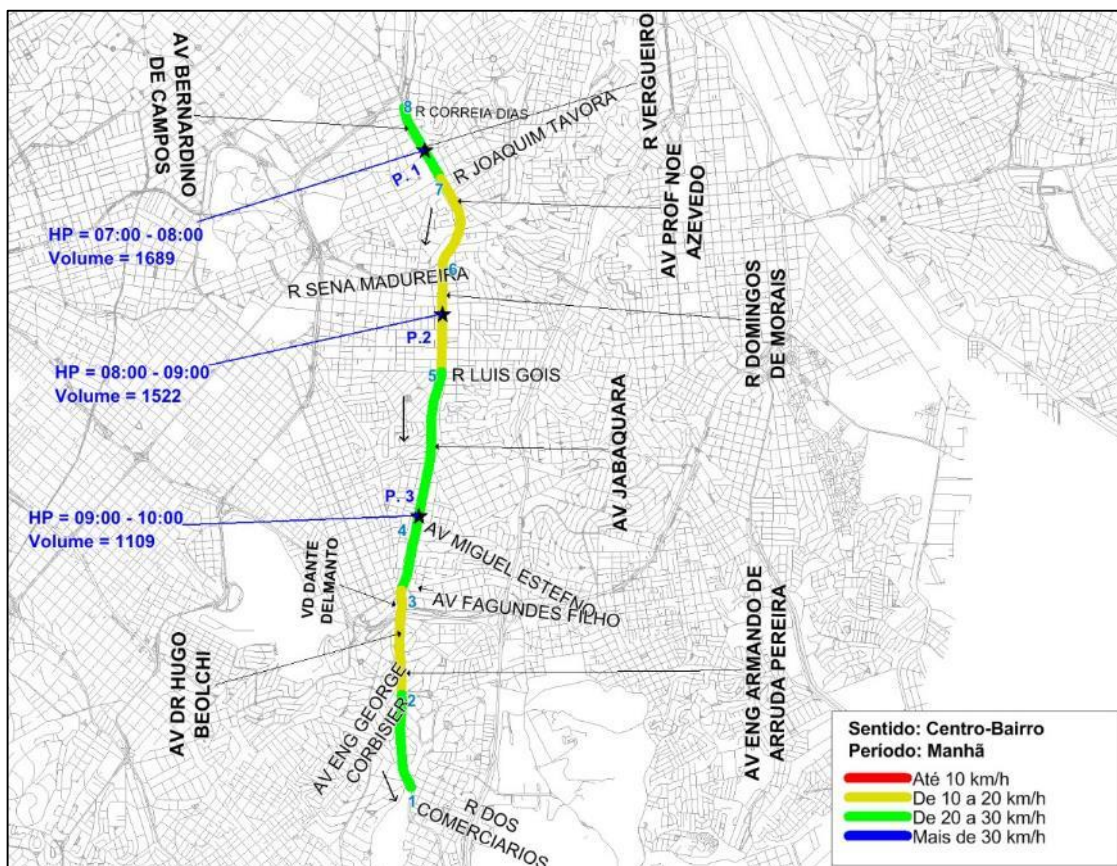 AV BERNARDINO
DE CAMPOS
8
R CORREIA DIAS
R VERGUEIRO
R JOAQUIM TAVORA
P. 1
7
AV PROF NOE
AZEVEDO
HP = 07:00 - 08:00
Volume = 1689
6
R SENA MADUREIRA
P.2
R DOMINGOS
DE MORAIS
HP = 08:00 - 09:00
Volume = 1522
5
R LUIS GOIS
AV JABAQUARA
P. 3
HP = 09:00 - 10:00
Volume = 1109
4
AV MIGUEL ESTEFNO
VD DANTE
DELMANTO
3
AV FAGUNDES FILHO
AV DR HUGO
BEOLCHI
AV ENG ARMANDO DE
ARRUDA PEREIRA
2
AV ENG GEORGE
CORBISIER
1
R DOS
COMERCIARIOS
Sentido: Centro-Bairro
Período: Manhã
Até 10 km/h
De 10 a 20 km/h
De 20 a 30 km/h
Mais de 30 km/h